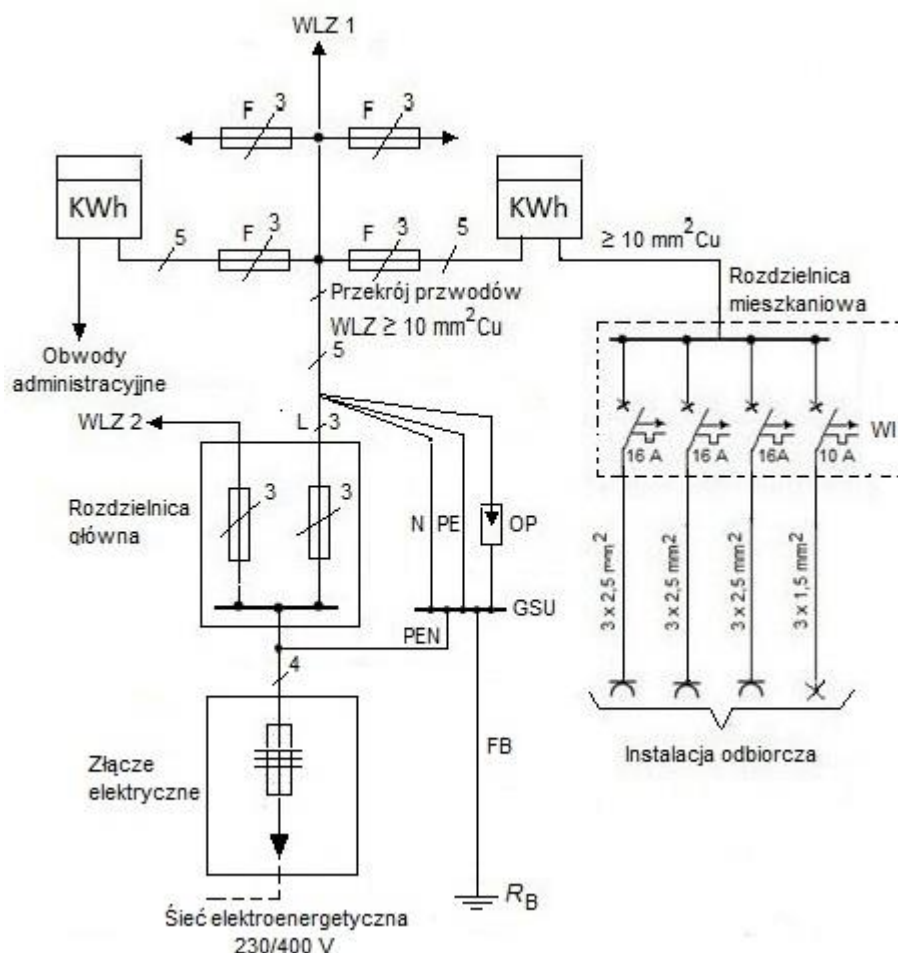 WLZ 1
F 3
F 3
KWh
KWh
5
F 3
F 3
5
≥ 10 mm²Cu
Rozdzielnica
mieszkaniowa
Przekrój przwodów
WLZ ≥ 10 mm²Cu
5
Obwody
administracyjne
WLZ 2
L 3
WI
16 A
16 A
16A
10 A
Rozdzielnica
główna
3
3
N
PE
OP
3 x 2,5 mm²
3 x 2,5 mm²
3 x 2,5 mm²
3 x 1,5 mm²
GSU
PEN
4
Złącze
elektryczne
FB
Instalacja odbiorcza
R B
Śieć elektroenergetyczna
230/400 V